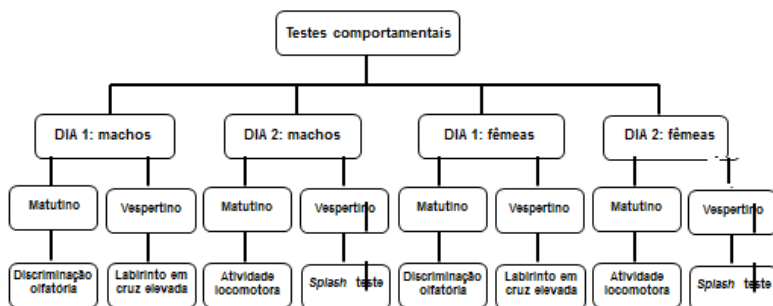 Testes comportamentais
DIA 1: machos
DIA 2: machos
DIA 1: fêmeas
DIA 2: fêmeas
Matutino
Vespertino
Matutino
Vespertino
Matutino
Vespertino
Matutino
Vespertino
Discriminação
olfatória
Labirinto em
cruz elevada
Atividade
locomotora
Splash teste
Discriminação
olfatória
Labirinto em
cruz elevada
Atividade
locomotora
Splash teste